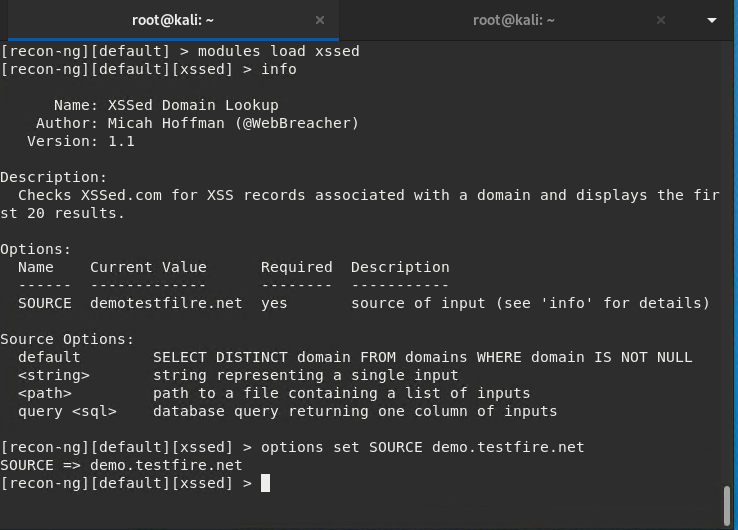 root@kali: ~ × root@kali: ~ ×
[recon-ng][default] > modules load xssed
[recon-ng][default][xssed] > info
Name: XSSed Domain Lookup
Author: Micah Hoffman (@WebBreacher)
Version: 1.1
Description:
Checks XSSed.com for XSS records associated with a domain and displays the fir
st 20 results.
Options:
Name Current Value Required Description
------ ------------- -------- -----------
SOURCE demotestfilre.net yes source of input (see 'info' for details)
Source Options:
default SELECT DISTINCT domain FROM domains WHERE domain IS NOT NULL
<string> string representing a single input
<path> path to a file containing a list of inputs
query <sql> database query returning one column of inputs
[recon-ng][default][xssed] > options set SOURCE demo.testfire.net
SOURCE => demo.testfire.net
[recon-ng][default][xssed] >